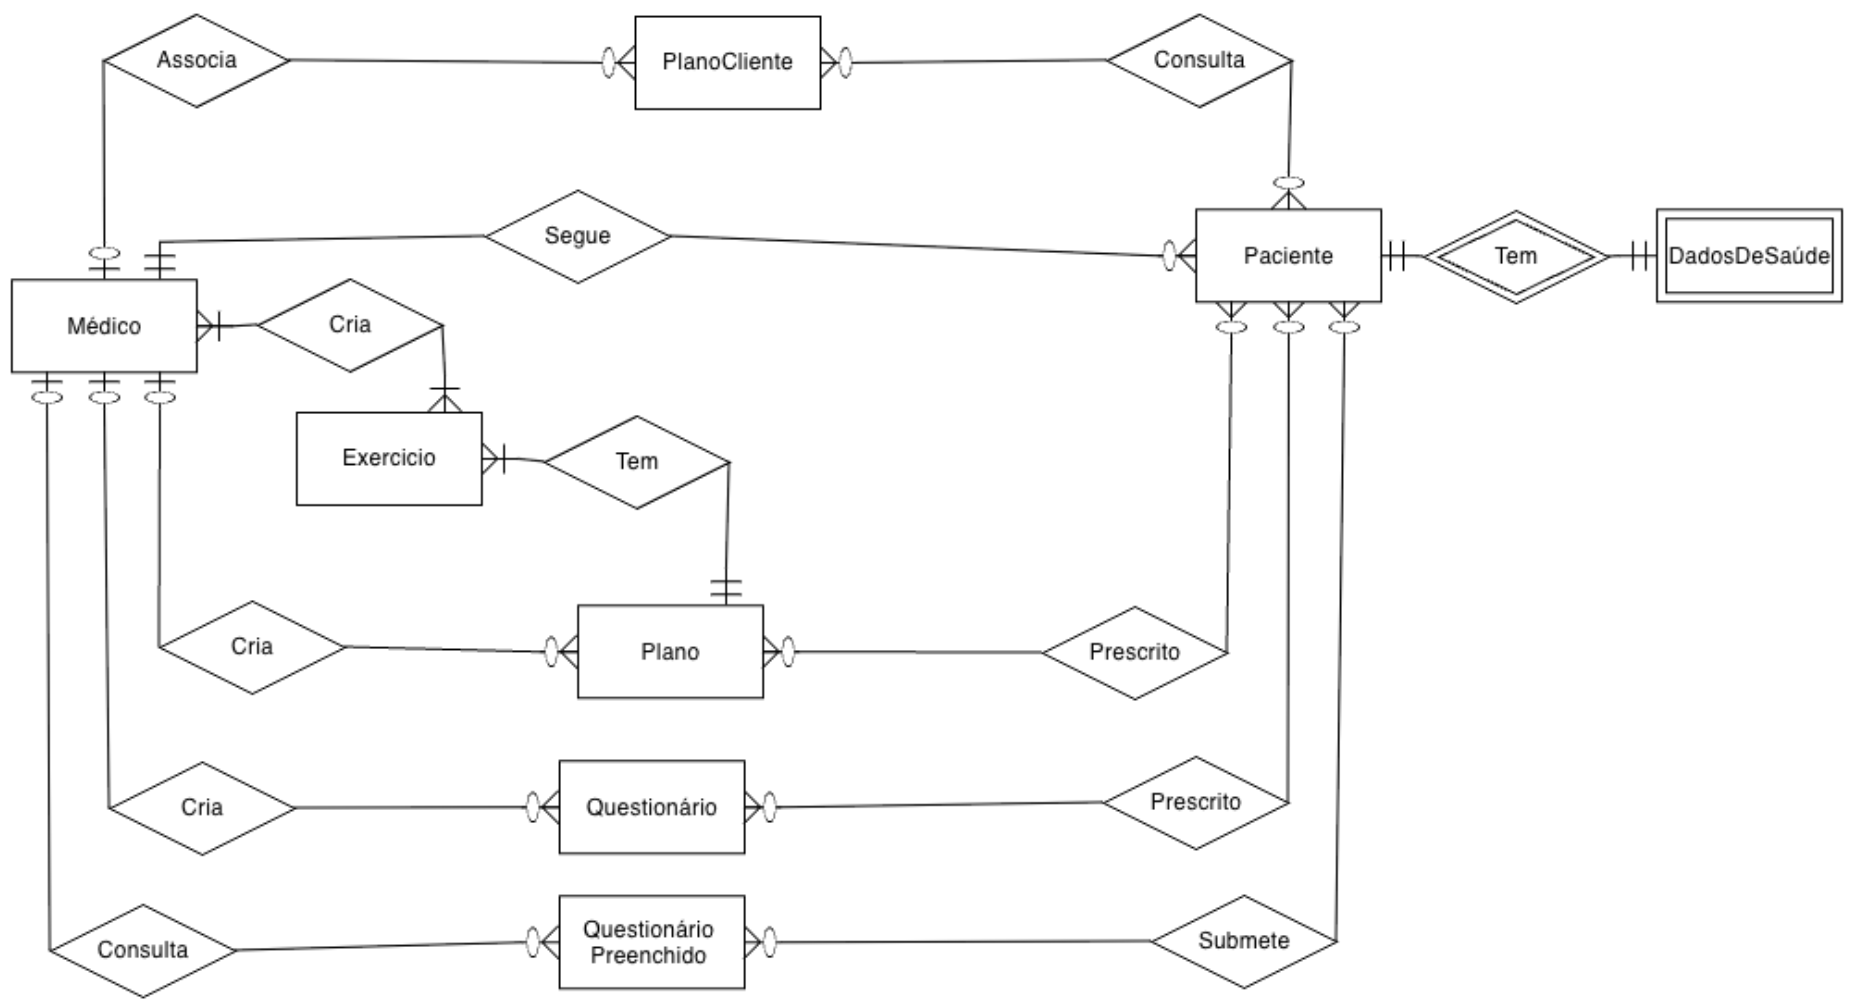 Associa
PlanoCliente
Consulta
Segue
Paciente
Tem
DadosDeSaúde
Médico
Cria
Exercicio
Tem
Cria
Plano
Prescrito
Cria
Questionário
Prescrito
Consulta
Questionário
Preenchido
Submete